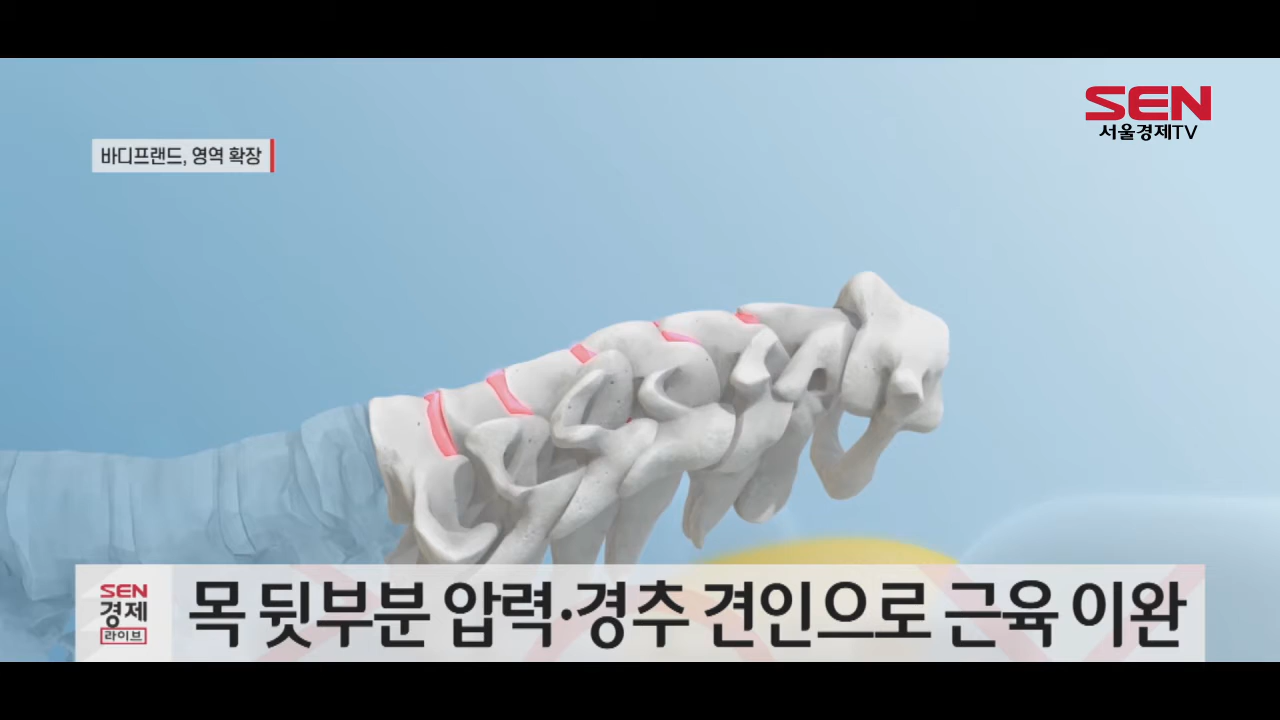 SEN
서울경제TV
바디프랜드, 영역 확장
SEN
경제
라이브
목 뒷부분 압력·경추 견인으로 근육 이완